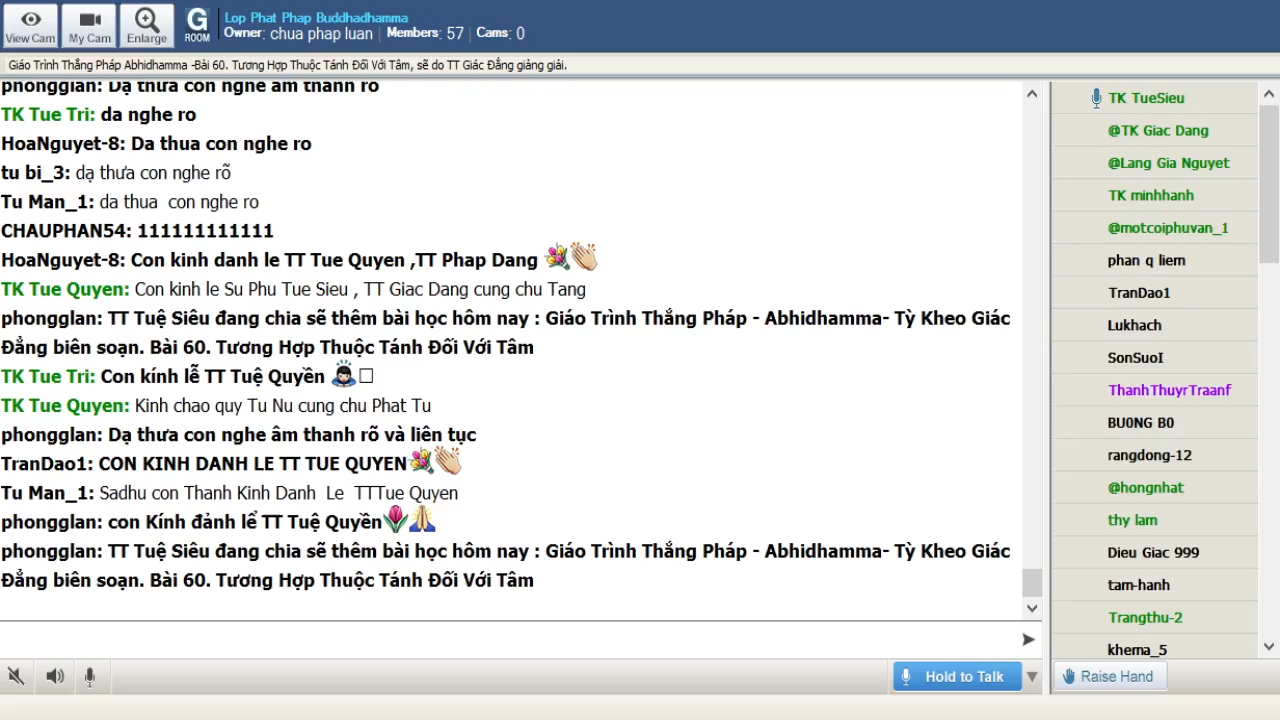 View Cam
My Cam
Enlarge
G
ROOM
Lop Phat Phap Buddhadhamma
Owner: chua phap luan | Members: 57 | Cams: 0
Giáo Trình Thắng Pháp Abhidhamma -Bài 60. Tương Hợp Thuộc Tánh Đối Với Tâm, sẽ do TT Giác Đẳng giảng giải.
phongglan: Dạ thưa con nghe âm thanh rõ
TK Tue Tri: da nghe ro
HoaNguyet-8: Da thua con nghe ro
tu bi_3: dạ thưa con nghe rõ
Tu Man_1: da thua con nghe ro
CHAUPHAN54: 111111111111
HoaNguyet-8: Con kinh danh le TT Tue Quyen ,TT Phap Dang
TK Tue Quyen: Con kinh le Su Phu Tue Sieu , TT Giac Dang cung chu Tang
phongglan: TT Tuệ Siêu đang chia sẽ thêm bài học hôm nay : Giáo Trình Thắng Pháp - Abhidhamma- Tỳ Kheo Giác
Đẳng biên soạn. Bài 60. Tương Hợp Thuộc Tánh Đối Với Tâm
TK Tue Tri: Con kính lễ TT Tuệ Quyền
TK Tue Quyen: Kinh chao quy Tu Nu cung chu Phat Tu
phongglan: Dạ thưa con nghe âm thanh rõ và liên tục
TranDao1: CON KINH DANH LE TT TUE QUYEN
Tu Man_1: Sadhu con Thanh Kinh Danh Le TTTue Quyen
phongglan: con Kính đảnh lể TT Tuệ Quyền
phongglan: TT Tuệ Siêu đang chia sẽ thêm bài học hôm nay : Giáo Trình Thắng Pháp - Abhidhamma- Tỳ Kheo Giác
Đẳng biên soạn. Bài 60. Tương Hợp Thuộc Tánh Đối Với Tâm
TK TueSieu
@TK Giac Dang
@Lang Gia Nguyet
TK minhhanh
@motcoiphuvan_1
phan q liem
TranDao1
Lukhach
SonSuoI
ThanhThuyrTraanf
BU0NG B0
rangdong-12
@hongnhat
thy lam
Dieu Giac 999
tam-hanh
Trangthu-2
khema_5
Hold to Talk
Raise Hand